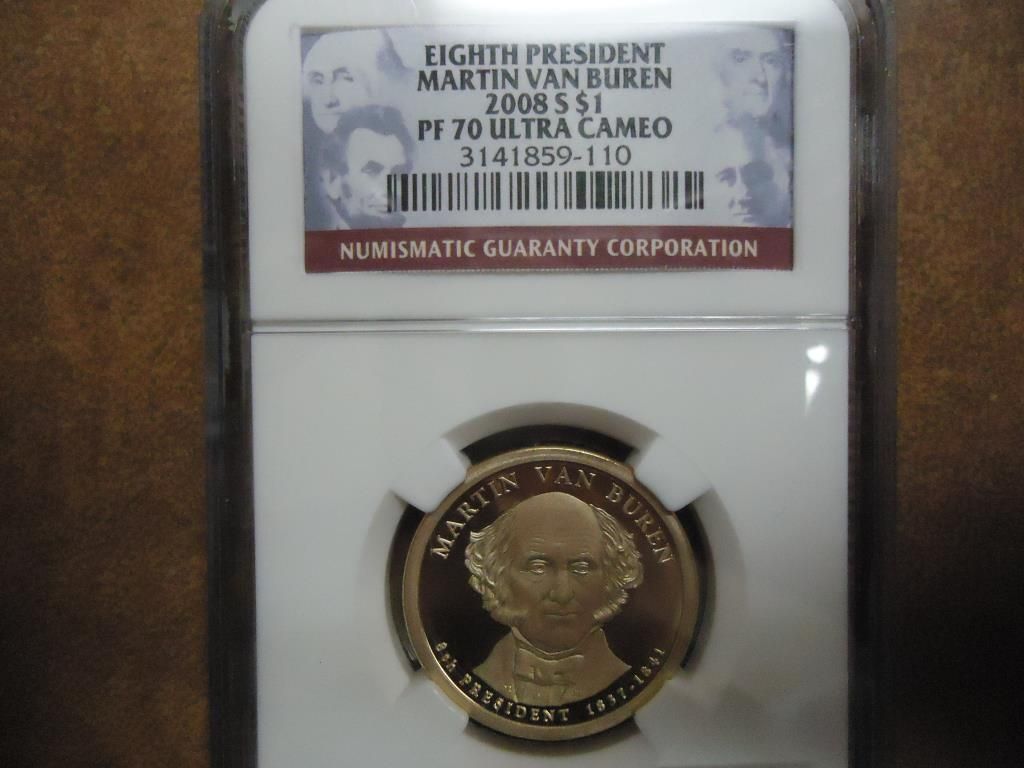 EIGHTH PRESIDENT
MARTIN VAN BUREN
2008 S $1
PF 70 ULTRA CAMEO
3141859-110
NUMISMATIC GUARANTY CORPORATION
MARTIN VAN BUREN
8th PRESIDENT 1837-1841